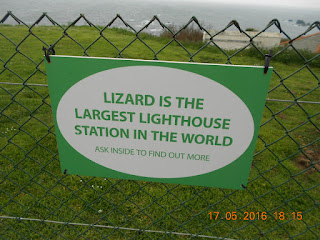 LIZARD IS THE
LARGEST LIGHTHOUSE
STATION IN THE WORLD
ASK INSIDE TO FIND OUT MORE
17.05.2016 18:15